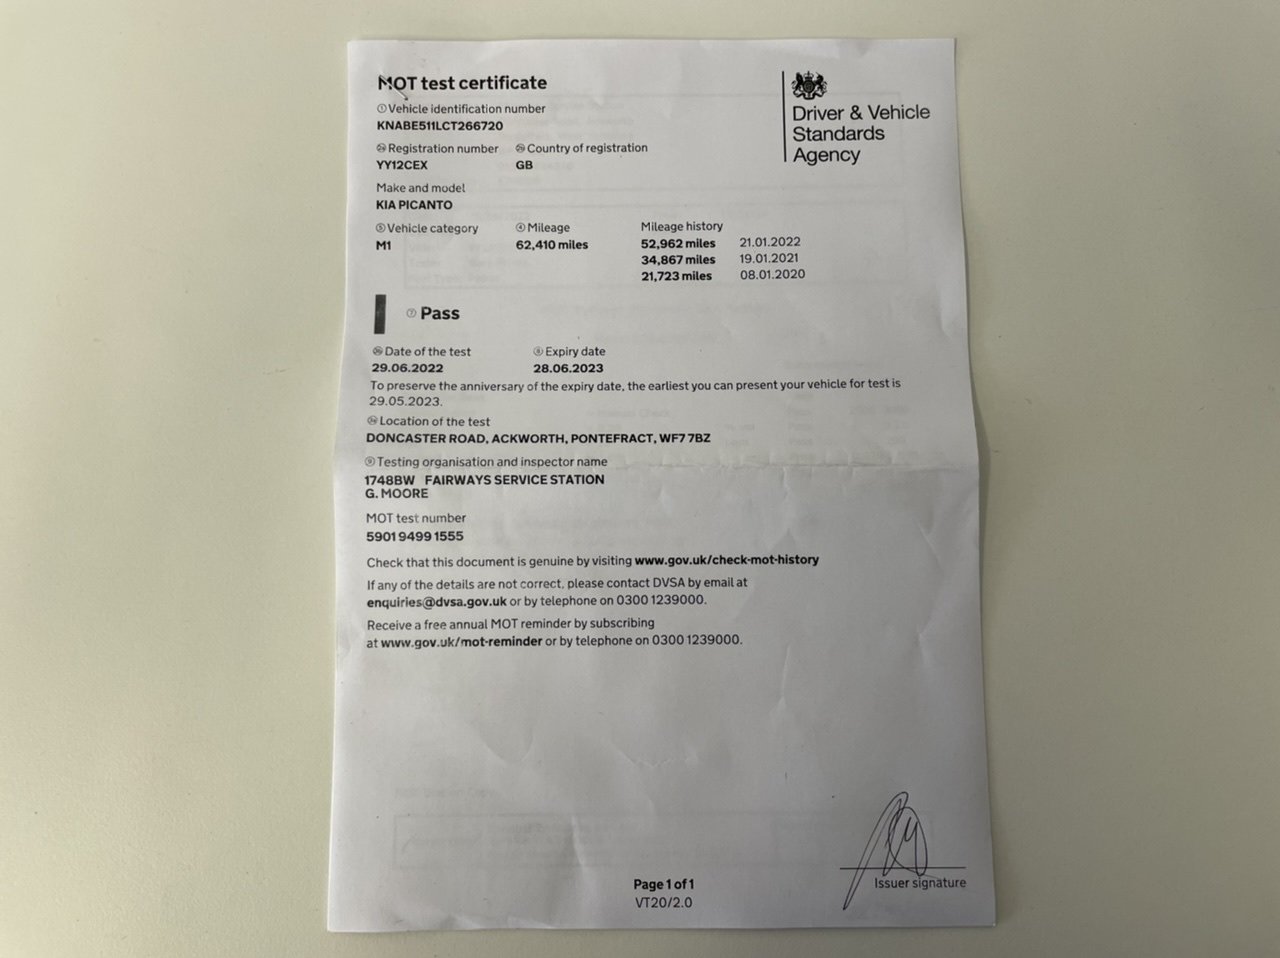 MOT test certificate
① Vehicle identification number
KNABE511LCT266720
Registration number Country of registration
YY12CEX GB
Make and model
KIA PICANTO
⑤ Vehicle category ④ Mileage Mileage history
M1 62,410 miles 52,962 miles 21.01.2022
34,867 miles 19.01.2021
21,723 miles 08.01.2020
Driver & Vehicle
Standards
Agency
⑦ Pass
Date of the test ⑧ Expiry date
29.06.2022 28.06.2023
To preserve the anniversary of the expiry date, the earliest you can present your vehicle for test is
29.05.2023.
Location of the test
DONCASTER ROAD, ACKWORTH, PONTEFRACT, WF7 7BZ
⑨ Testing organisation and inspector name
1748BW FAIRWAYS SERVICE STATION
G. MOORE
MOT test number
5901 9499 1555
Check that this document is genuine by visiting www.gov.uk/check-mot-history
If any of the details are not correct, please contact DVSA by email at
enquiries@dvsa.gov.uk or by telephone on 0300 1239000.
Receive a free annual MOT reminder by subscribing
at www.gov.uk/mot-reminder or by telephone on 0300 1239000.
Issuer signature
Page 1 of 1
VT20/2.0